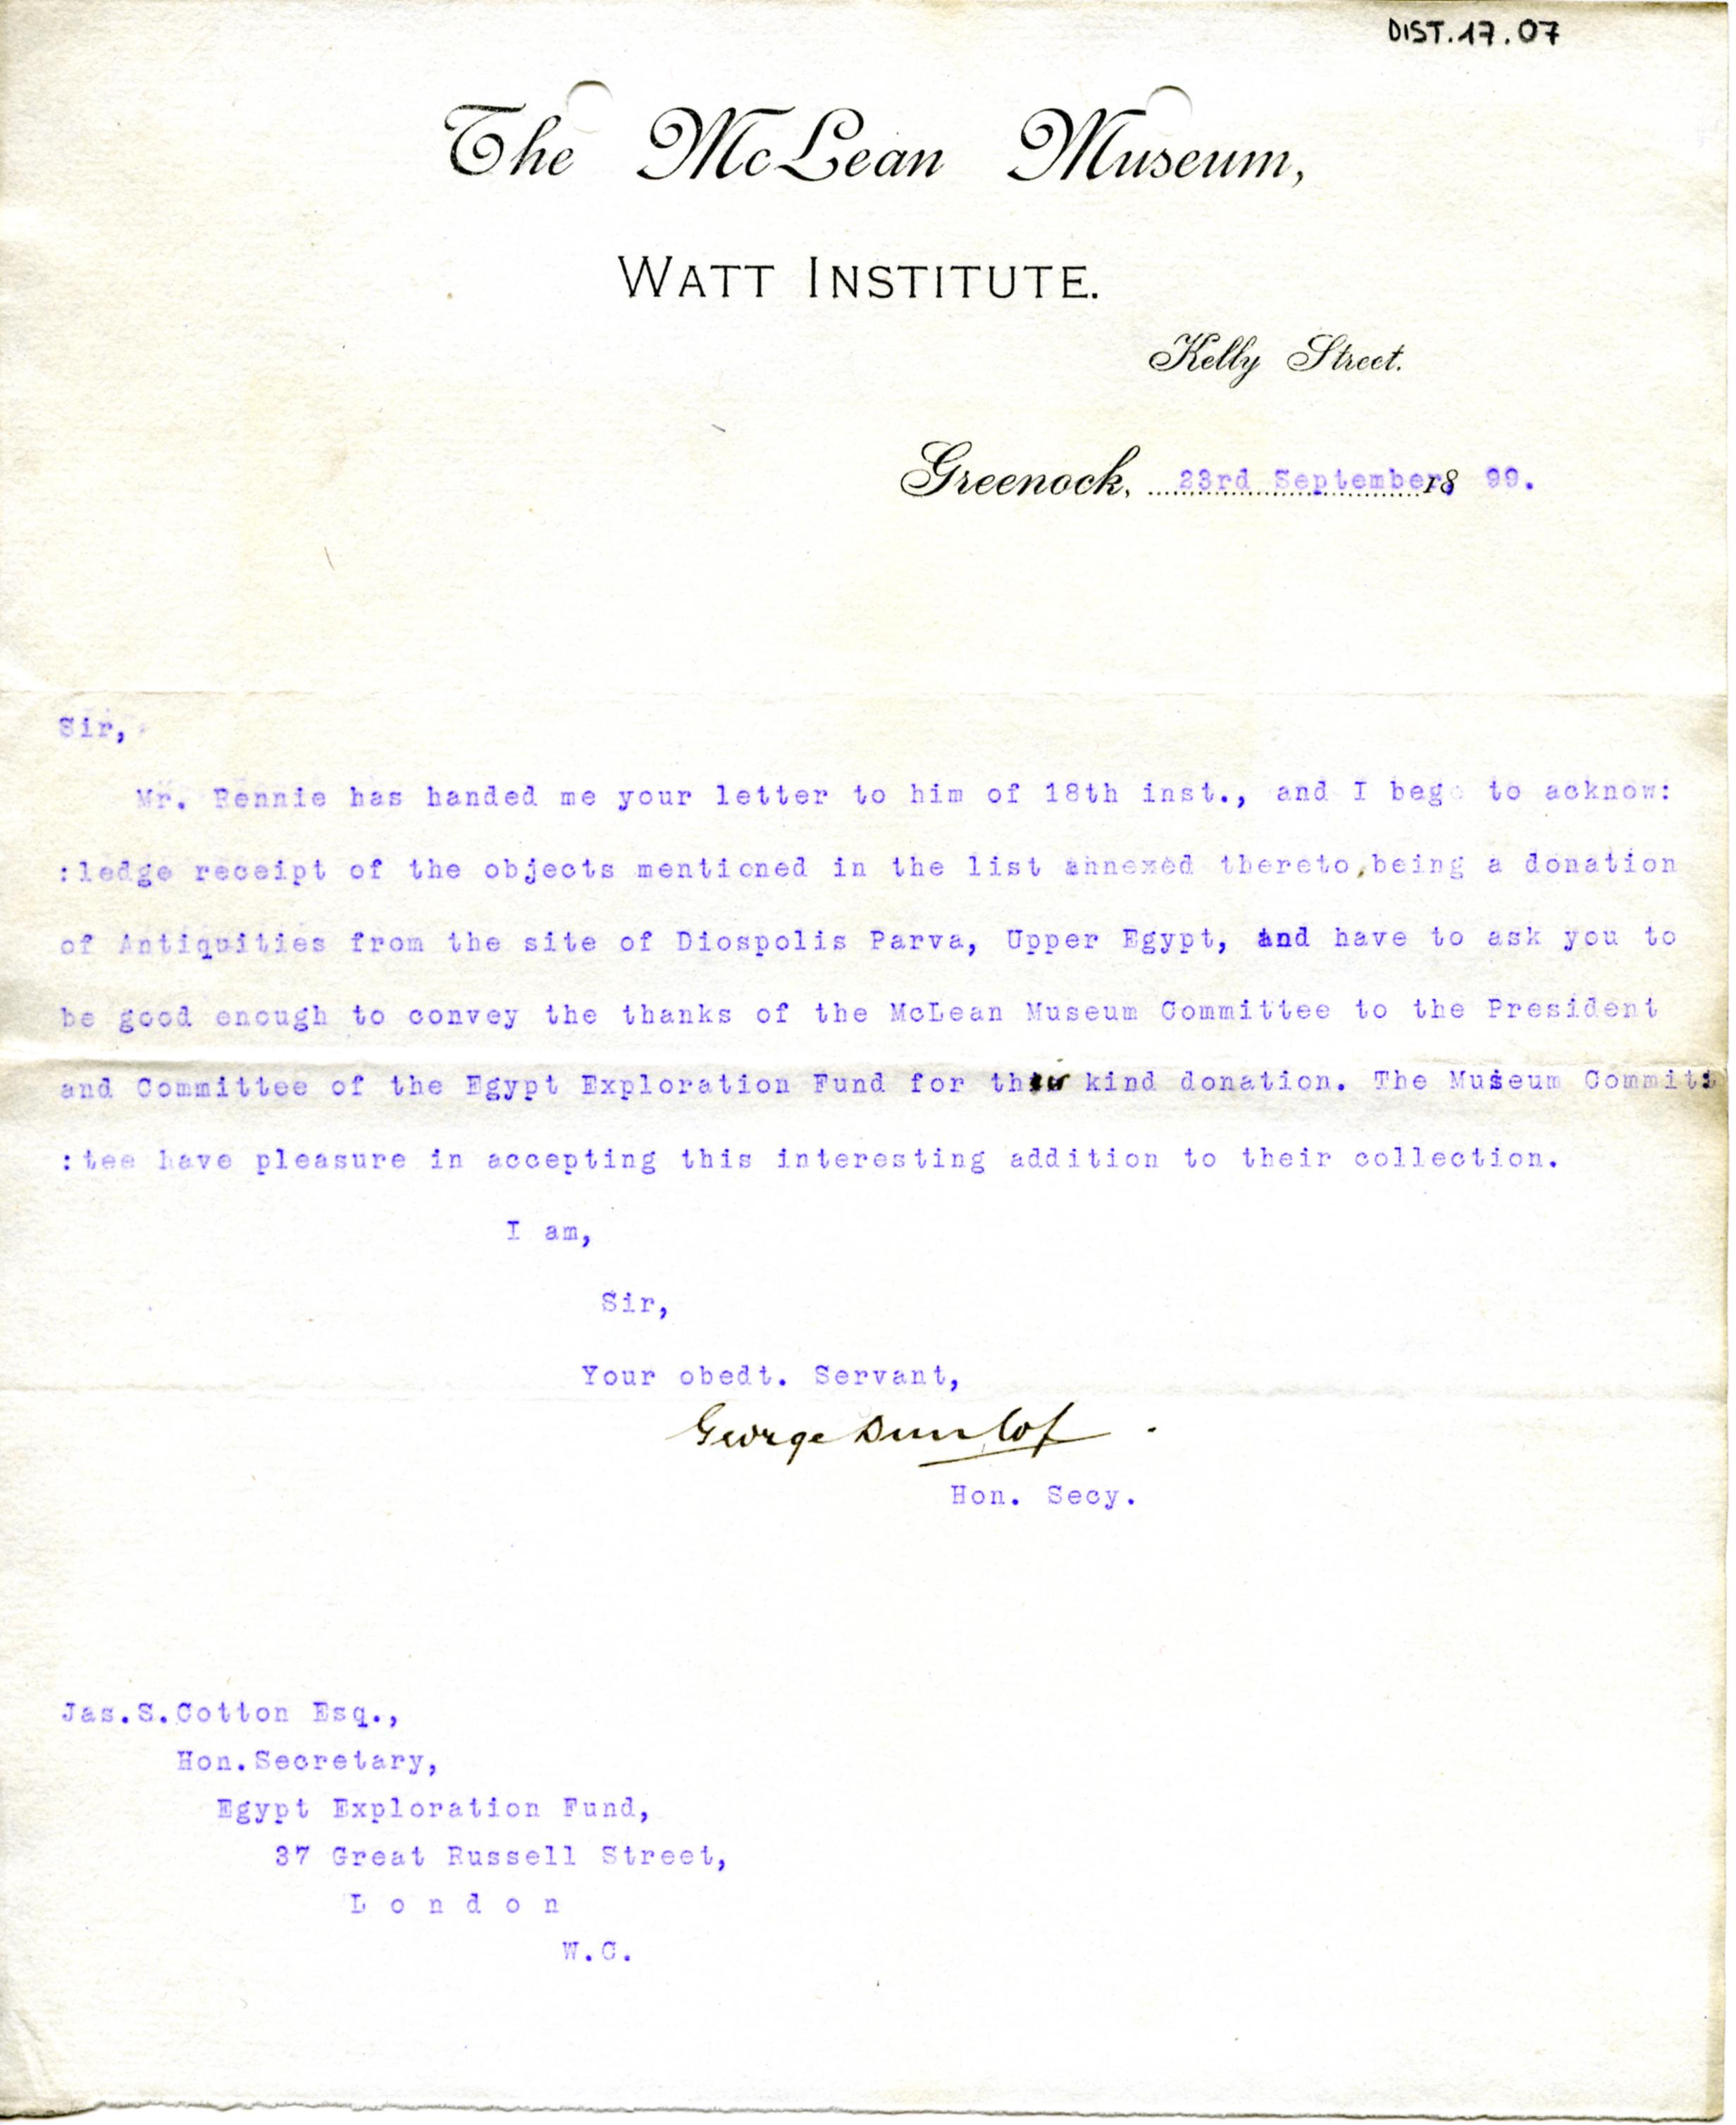 DIST.17.07
The McLean Museum,
WATT INSTITUTE.
Kelly Street.
Greenock, 23rd September, 1899.
Sir,
Mr. Rennie has handed me your letter to him of 18th inst., and I beg to acknow:
:ledge receipt of the objects mentioned in the list annexed thereto, being a donation
of Antiquities from the site of Diospolis Parva, Upper Egypt, and have to ask you to
be good enough to convey the thanks of the McLean Museum Committee to the President
and Committee of the Egypt Exploration Fund for this kind donation. The Museum Commit:
:tee have pleasure in accepting this interesting addition to their collection.
I am,
Sir,
Your obedt. Servant,
George Dunlop.
Hon. Secy.
Jas.S.Cotton Esq.,
Hon.Secretary,
Egypt Exploration Fund,
37 Great Russell Street,
L o n d o n
W.C.